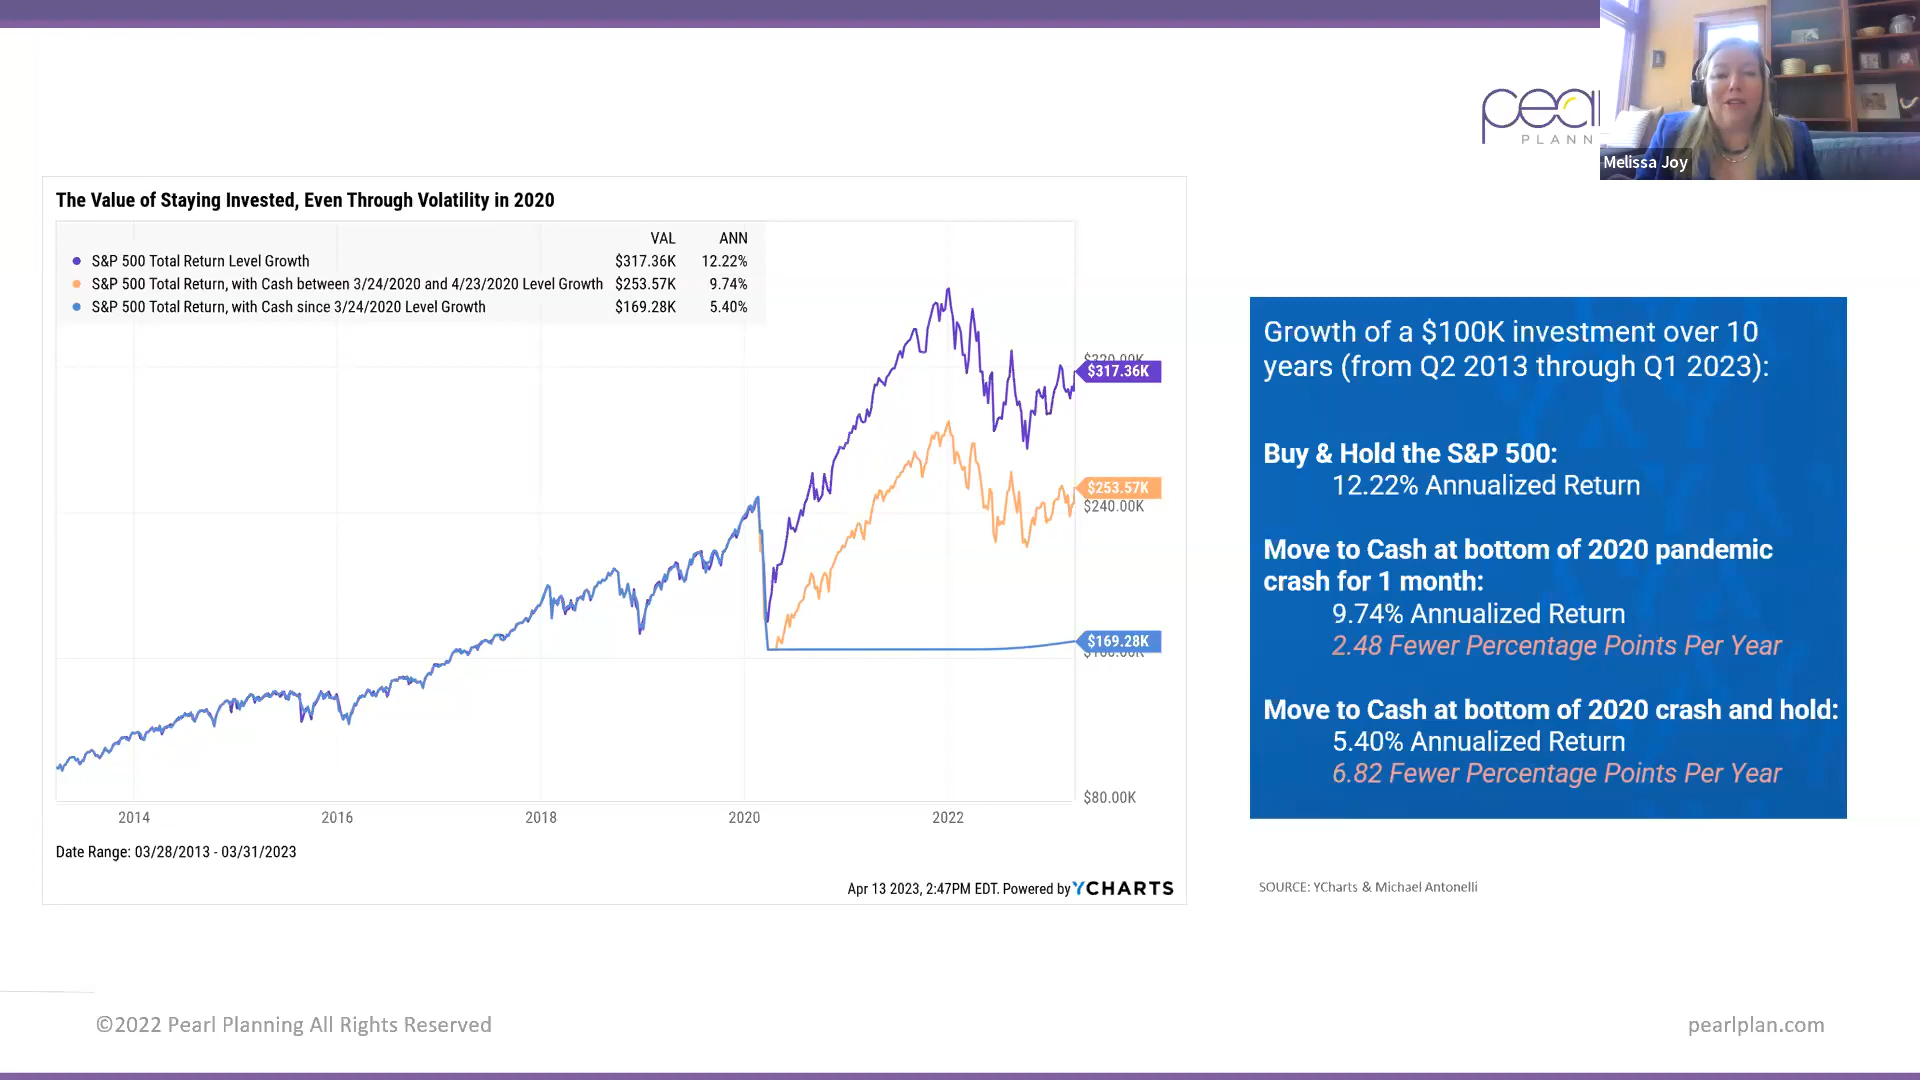 pea
PLANN
Melissa Joy
The Value of Staying Invested, Even Through Volatility in 2020
VAL ANN
S&P 500 Total Return Level Growth $317.36K 12.22%
S&P 500 Total Return, with Cash between 3/24/2020 and 4/23/2020 Level Growth $253.57K 9.74%
S&P 500 Total Return, with Cash since 3/24/2020 Level Growth $169.28K 5.40%
$320.00K
$317.36K
$253.57K
$240.00K
$169.28K
$80.00K
2014 2016 2018 2020 2022
Date Range: 03/28/2013 - 03/31/2023
Apr 13 2023, 2:47PM EDT. Powered by YCHARTS
Growth of a $100K investment over 10
years (from Q2 2013 through Q1 2023):
Buy & Hold the S&P 500:
12.22% Annualized Return
Move to Cash at bottom of 2020 pandemic
crash for 1 month:
9.74% Annualized Return
2.48 Fewer Percentage Points Per Year
Move to Cash at bottom of 2020 crash and hold:
5.40% Annualized Return
6.82 Fewer Percentage Points Per Year
SOURCE: YCharts & Michael Antonelli
©2022 Pearl Planning All Rights Reserved
pearlplan.com